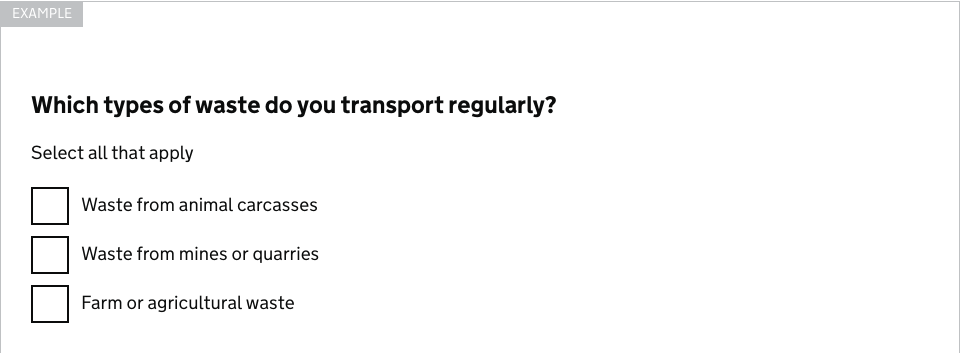 EXAMPLE
Which types of waste do you transport regularly?
Select all that apply
Waste from animal carcasses
Waste from mines or quarries
Farm or agricultural waste